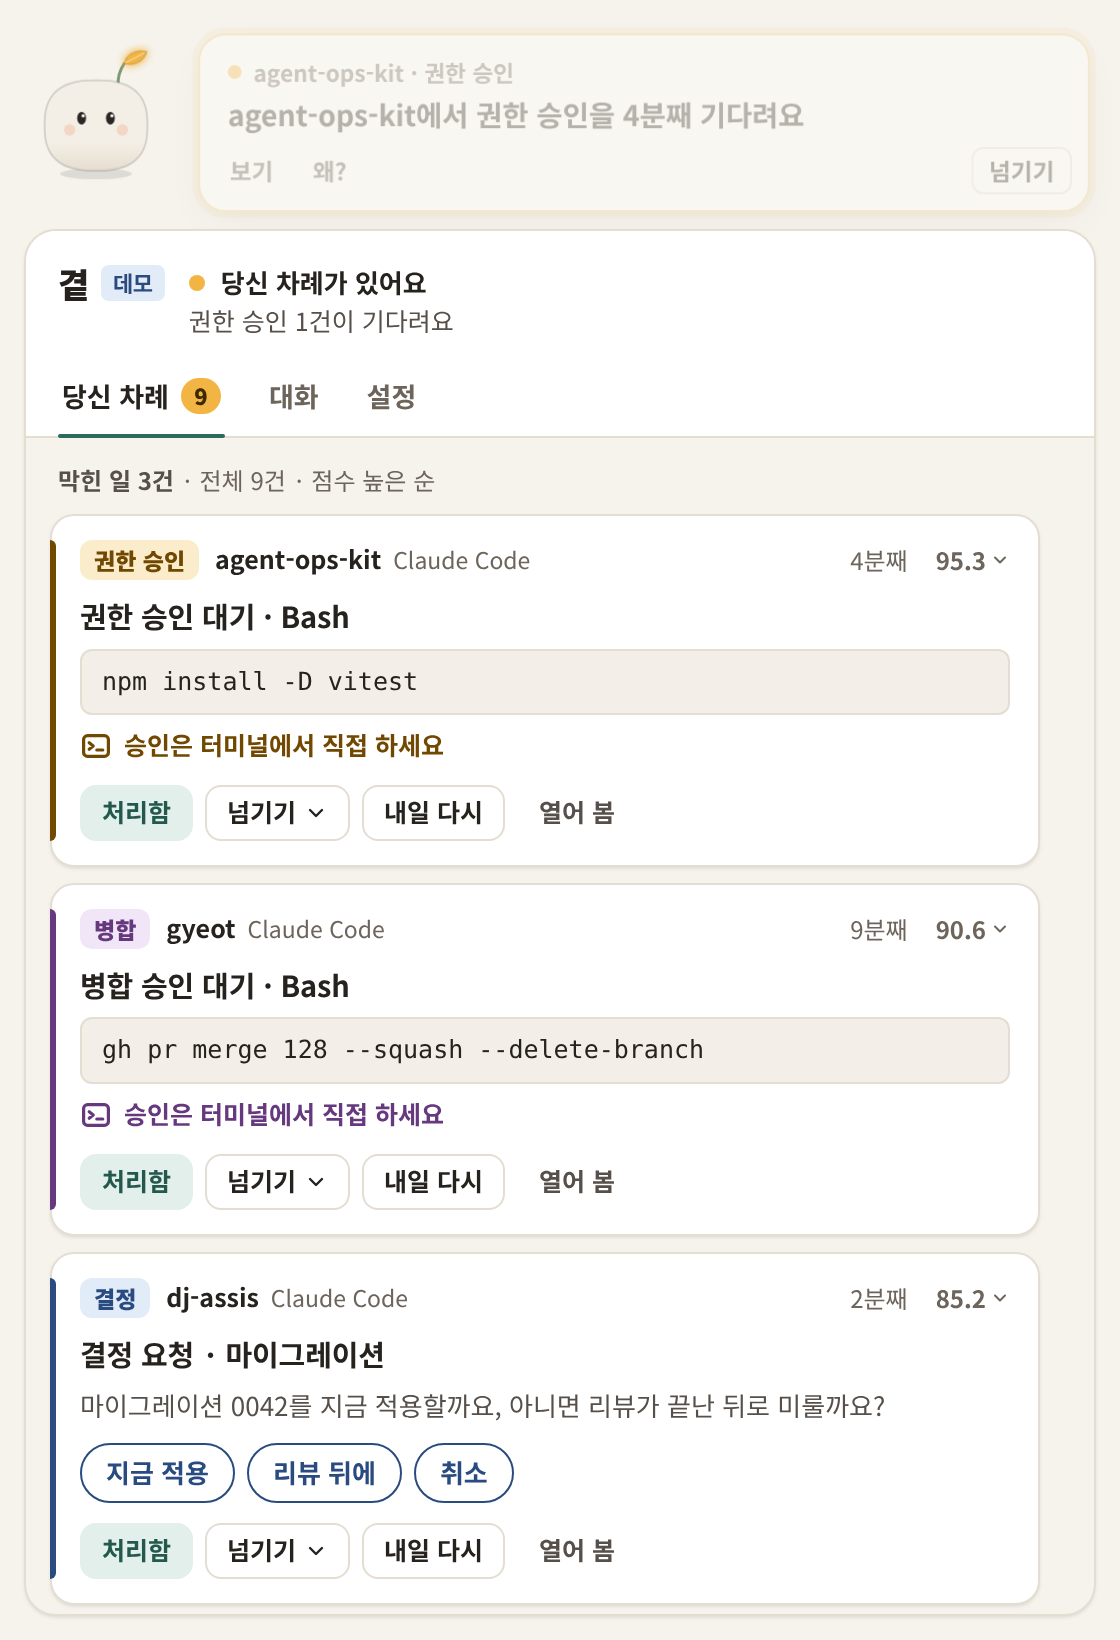 agent-ops-kit · 권한 승인
agent-ops-kit에서 권한 승인을 4분째 기다려요
보기 왜? 넘기기
곁 데모 당신 차례가 있어요
권한 승인 1건이 기다려요
당신 차례 9 대화 설정
막힌 일 3건 · 전체 9건 · 점수 높은 순
권한 승인 agent-ops-kit Claude Code 4분째 95.3
권한 승인 대기 · Bash
npm install -D vitest
승인은 터미널에서 직접 하세요
처리함 넘기기 내일 다시 열어 봄
병합 gyeot Claude Code 9분째 90.6
병합 승인 대기 · Bash
gh pr merge 128 --squash --delete-branch
승인은 터미널에서 직접 하세요
처리함 넘기기 내일 다시 열어 봄
결정 dj-assis Claude Code 2분째 85.2
결정 요청 · 마이그레이션
마이그레이션 0042를 지금 적용할까요, 아니면 리뷰가 끝난 뒤로 미룰까요?
지금 적용 리뷰 뒤에 취소
처리함 넘기기 내일 다시 열어 봄